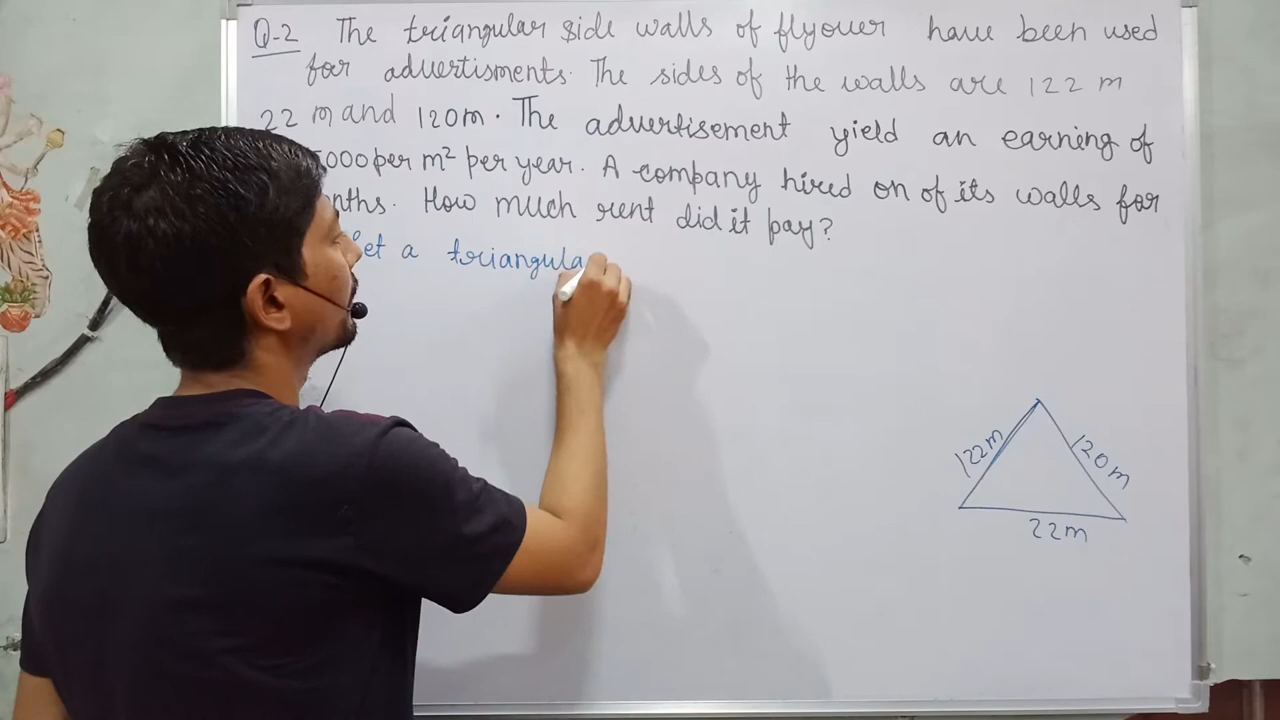 Q-2 The triangular side walls of flyover have been used
for advertisments. The sides of the walls are 122 m
22 m and 120m. The advertisement yield an earning of
5000 per m² per year. A company hired on of its walls for
nths. How much rent did it pay?
et a triangula
122m
120m
22m